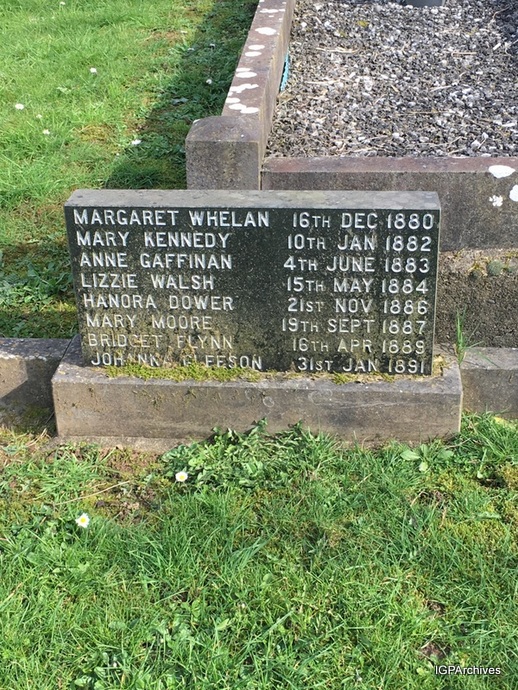 MARGARET WHELAN 16TH DEC 1880
MARY KENNEDY 10TH JAN 1882
ANNE GAFFINAN 4TH JUNE 1883
LIZZIE WALSH 15TH MAY 1884
HANORA DOWER 21ST NOV 1886
MARY MOORE 19TH SEPT 1887
BRIDGET FLYNN 16TH APR 1889
JOHANNA GLEESON 31ST JAN 1891
IGPArchives